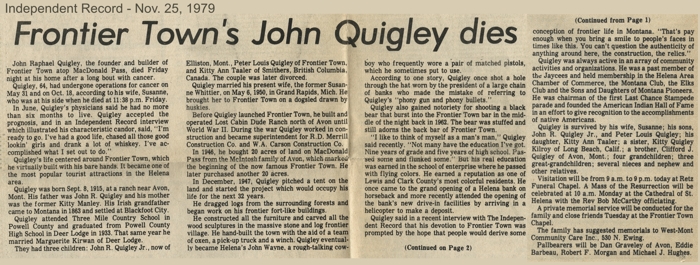 Independent Record - Nov. 25, 1979
Frontier Town's John Quigley dies
John Raphael Quigley, the founder and builder of
Frontier Town atop MacDonald Pass, died Friday
night at his home after a long bout with cancer.
Quigley, 64, had undergone operations for cancer on
May 11 and on Oct. 18, according to his wife, Susanne,
who was at his side when he died at 11:38 p.m. Friday.
In June, Quigley's physicians said he had no more
than six months to live. Quigley accepted the
prognosis, and in an Independent Record interview
which illustrated his characteristic candor, said, "I'm
ready to go. I've had a good life, chased all those good
lookin' girls and drank a lot of whiskey. I've ac-
complished what I set out to do."
Quigley's life centered around Frontier Town, which
he virtually built with his bare hands. It became one of
the most popular tourist attractions in the Helena
area.
Quigley was born Sept. 8, 1915, at a ranch near Avon,
Mont. His father was John R. Quigley and his mother
was the former Kitty Manley. His Irish grandfather
came to Montana in 1863 and settled at Blackfoot City.
Quigley attended Three Mile Country School in
Powell County and graduated from Powell County
High School in Deer Lodge in 1933. That same year he
married Marguerite Kirwan of Deer Lodge.
They had three children: John R. Quigley Jr., now of
Elliston, Mont., Peter Louis Quigley of Frontier Town,
and Kitty Ann Tasler of Smithers, British Columbia,
Canada. The couple was later divorced.
Quigley married his present wife, the former Susan-
ne Whitter, on May 6, 1950, in Grand Rapids, Mich. He
brought her to Frontier Town on a dogsled drawn by
huskies.
Before Quigley launched Frontier Town, he built and
operated Lost Cabin Dude Ranch north of Avon until
World War II. During the war Quigley worked in con-
struction and became superintendent for R.D. Merrill
Construction Co. and W.A. Carson Construction Co.
In 1946, he bought 20 acres of land on MacDonald
Pass from the McIntosh family of Avon, which marked
the beginning of the now famous Frontier Town. He
later purchased another 20 acres.
In December, 1947, Quigley pitched a tent on the
land and started the project which would occupy his
life for the next 32 years.
He dragged logs from the surrounding forests and
began work on his frontier fort-like buildings.
He constructed all the furniture and carved all the
wood sculptures in the massive stone and log frontier
village. He hand-built the town with the aid of a team
of oxen, a pick-up truck and a winch. Quigley eventual-
ly became Helena's John Wayne, a rough-talking cow-
boy who frequently wore a pair of matched pistols,
which he sometimes put to use.
According to one story, Quigley once shot a hole
through the hat worn by the president of a large chain
of banks who made the mistake of referring to
Quigley's "phony gun and phony bullets."
Quigley also gained notoriety for shooting a black
bear that burst into the Frontier Town bar in the mid-
dle of the night back in 1962. The bear was stuffed and
still adorns the back bar of Frontier Town.
"I like to think of myself as a man's man," Quigley
said recently. "Not many have the education I've got.
Nine years of grade and five years of high school. Pas-
sed some and flunked some." But his real education
was earned in the school of enterprise where he passed
with flying colors. He earned a reputation as one of
Lewis and Clark County's most colorful residents. He
once came to the grand opening of a Helena bank on
horseback and more recently attended the opening of
the bank's new drive-in facilities by arriving in a
helicopter to make a deposit.
Quigley said in a recent interview with The Indepen-
dent Record that his devotion to Frontier Town was
prompted by the hope that people would derive some
(Continued on Page 2)
(Continued from Page 1)
conception of frontier life in Montana. "That's pay
enough when you bring a smile to people's faces in
times like this. You can't question the authenticity of
anything around here, the construction, the relics."
Quigley was always active in an array of community
activities and organizations. He was a past member of
the Jaycees and held membership in the Helena Area
Chamber of Commerce, the Montana Club, the Elks
Club and the Sons and Daughters of Montana Pioneers.
He was chairman of the first Last Chance Stampede
parade and founded the American Indian Hall of Fame
in an effort to give recognition to the accomplishments
of native Americans.
Quigley is survived by his wife, Susanne; his sons,
John R. Quigley Jr., and Peter Louis Quigley; his
daughter, Kitty Ann Tasler; a sister, Kitty Quigley
Kilroy of Long Beach, Calif.; a brother, Clifford J.
Quigley of Avon, Mont.; four grandchildren; two
great-grandchildren; several nieces and nephew and
other relatives.
Visitation will be from 9 a.m. to 9 p.m. today at Retz
Funeral Chapel. A Mass of the Resurrection will be
celebrated at 10 a.m. Monday at the Cathedral of St.
Helena with the Rev Bob McCarthy officiating.
A private memorial service will be conducted for the
family and close friends Tuesday at the Frontier Town
Chapel.
The family has suggested memorials to West-Mont
Community Care Inc., 550 N. Ewing.
Pallbearers will be Dan Graveley of Avon, Eddie
Barbeau, Robert F. Morgan and Michael J. Hughes.